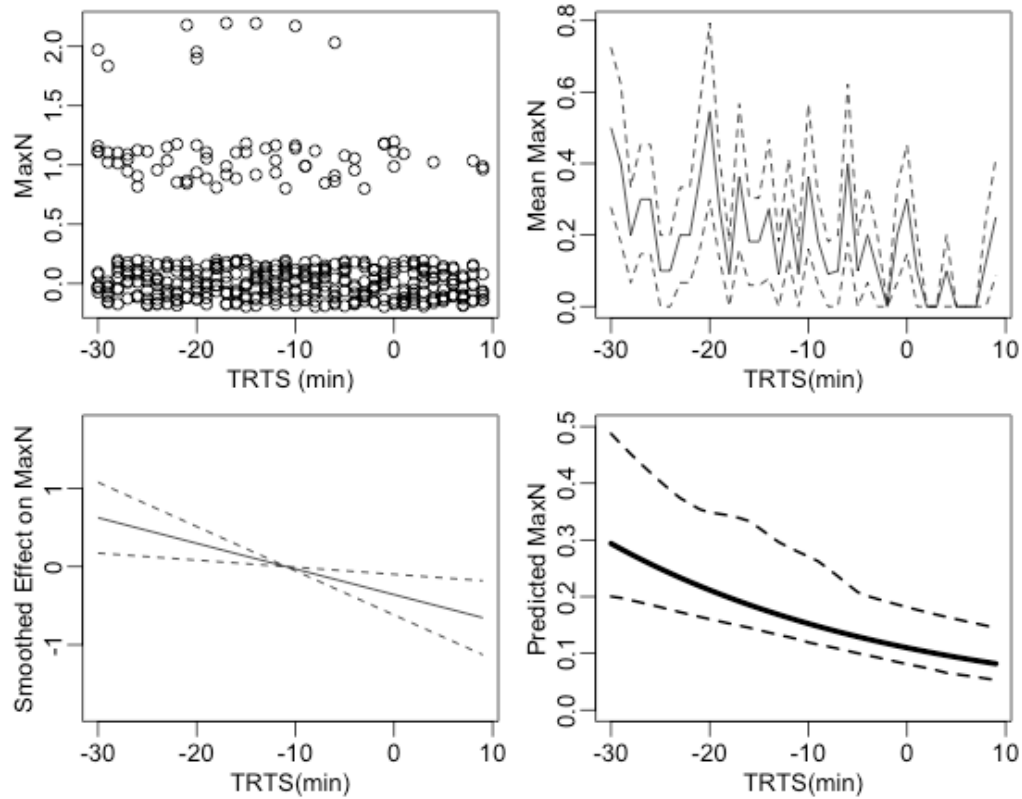 MaxN
2.0
1.5
1.0
0.5
0.0
-30 -20 -10 0 10
TRTS (min)
Mean MaxN
0.8
0.6
0.4
0.2
0.0
-30 -20 -10 0 10
TRTS(min)
Smoothed Effect on MaxN
1
0
-1
-30 -20 -10 0 10
TRTS(min)
Predicted MaxN
0.5
0.4
0.3
0.2
0.1
0.0
-30 -20 -10 0 10
TRTS(min)